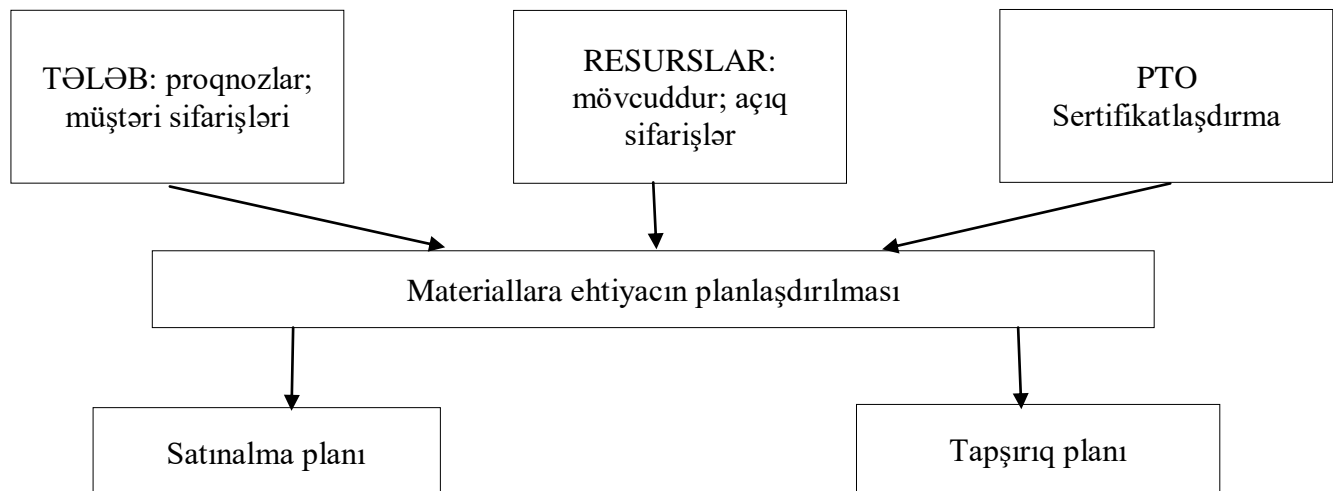 TƏLƏB: proqnozlar;
müştəri sifarişləri
RESURSLAR:
mövcuddur; açıq
sifarişlər
PTO
Sertifikatlaşdırma
Materiallara ehtiyacın planlaşdırılması
Satınalma planı
Tapşırıq planı